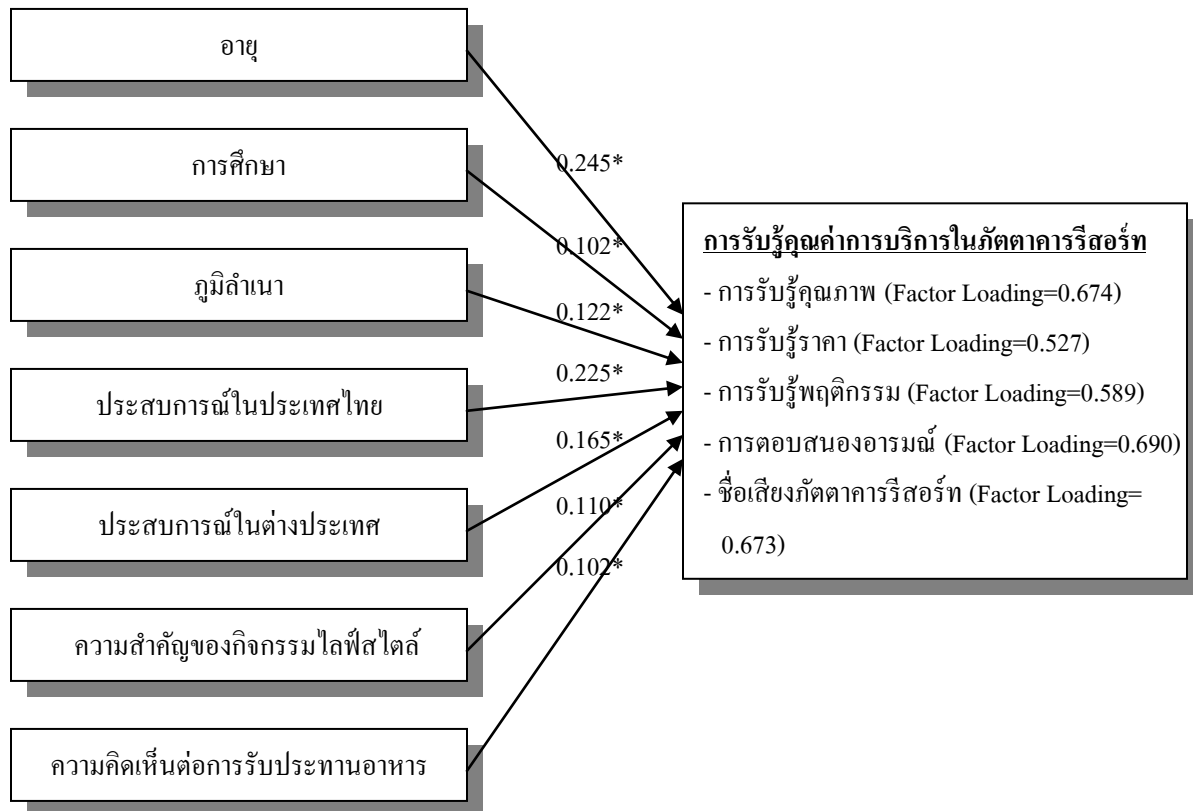 อายุ
การศึกษา
ภูมิลำเนา
ประสบการณ์ในประเทศไทย
ประสบการณ์ในต่างประเทศ
ความสำคัญของกิจกรรมไลฟ์สไตล์
ความคิดเห็นต่อการรับประทานอาหาร
0.245*
0.102*
0.122*
0.225*
0.165*
0.110*
0.102*
การรับรู้คุณค่าการบริการในภัตตาคารรีสอร์ท
- การรับรู้คุณภาพ (Factor Loading=0.674)
- การรับรู้ราคา (Factor Loading=0.527)
- การรับรู้พฤติกรรม (Factor Loading=0.589)
- การตอบสนองอารมณ์ (Factor Loading=0.690)
- ชื่อเสียงภัตตาคารรีสอร์ท (Factor Loading=
0.673)